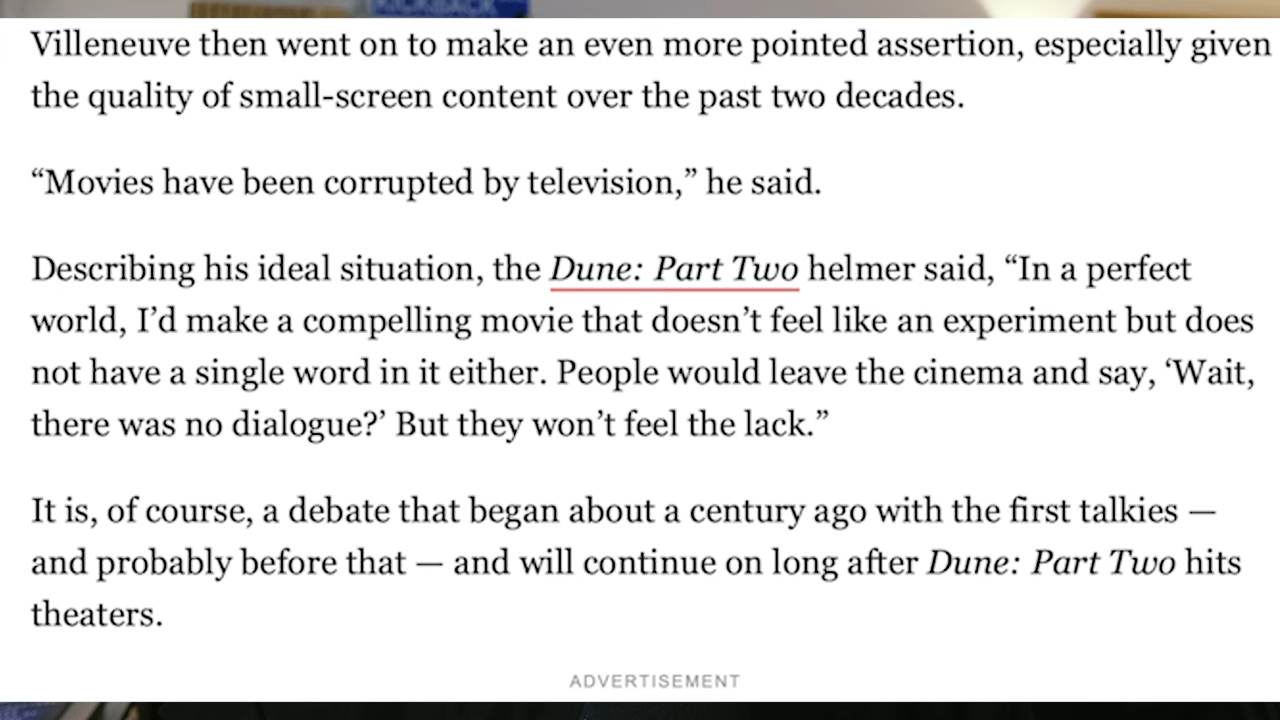 KICKBACK
Villeneuve then went on to make an even more pointed assertion, especially given
the quality of small-screen content over the past two decades.
“Movies have been corrupted by television,” he said.
Describing his ideal situation, the Dune: Part Two helmer said, “In a perfect
world, I’d make a compelling movie that doesn’t feel like an experiment but does
not have a single word in it either. People would leave the cinema and say, ‘Wait,
there was no dialogue?’ But they won’t feel the lack.”
It is, of course, a debate that began about a century ago with the first talkies —
and probably before that — and will continue on long after Dune: Part Two hits
theaters.
ADVERTISEMENT